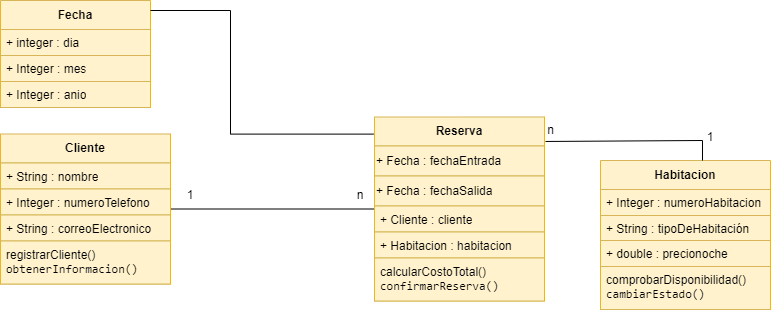 Fecha
+ integer : dia
+ Integer : mes
+ Integer : anio
Cliente
+ String : nombre
+ Integer : numeroTelefono
+ String : correoElectronico
registrarCliente()
obtenerInformacion()
1
n
Reserva
+ Fecha : fechaEntrada
+ Fecha : fechaSalida
+ Cliente : cliente
+ Habitacion : habitacion
calcularCostoTotal()
confirmarReserva()
n
1
Habitacion
+ Integer : numeroHabitacion
+ String : tipoDeHabitación
+ double : precionoche
comprobarDisponibilidad()
cambiarEstado()